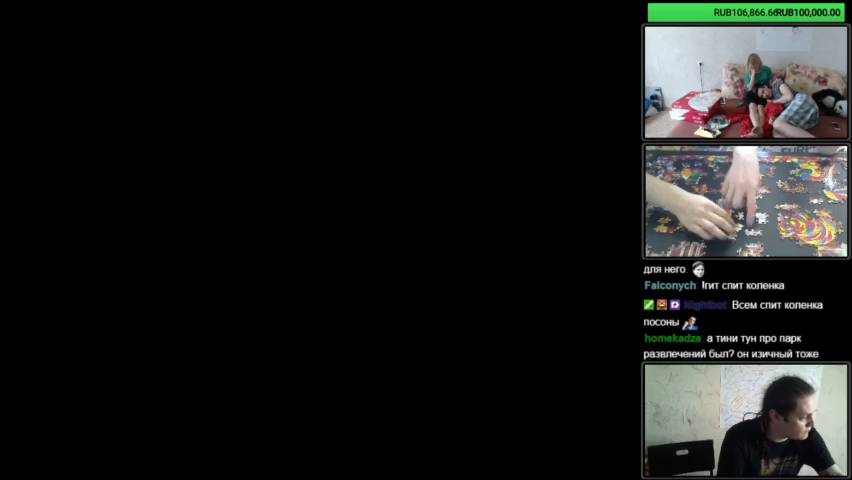 RUB106,866.66RUB100,000.00
для него.
Falconych: !гит спит коленка
Nightbot: Всем спит коленка
посоны
homekadze: а тини тун про парк
развлечений был? он изичный тоже